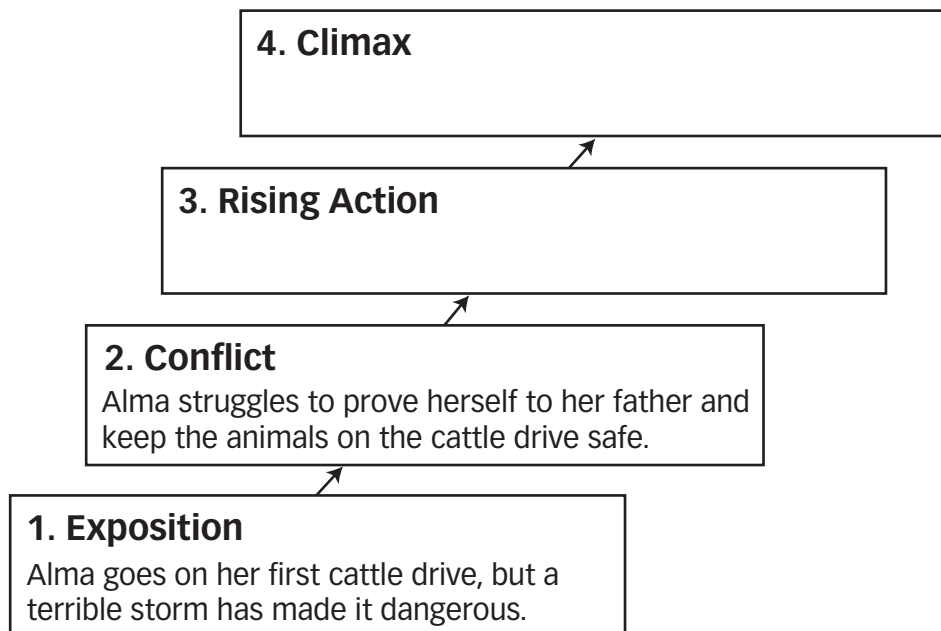 4. Climax
3. Rising Action
2. Conflict
Alma struggles to prove herself to her father and
keep the animals on the cattle drive safe.
1. Exposition
Alma goes on her first cattle drive, but a
terrible storm has made it dangerous.